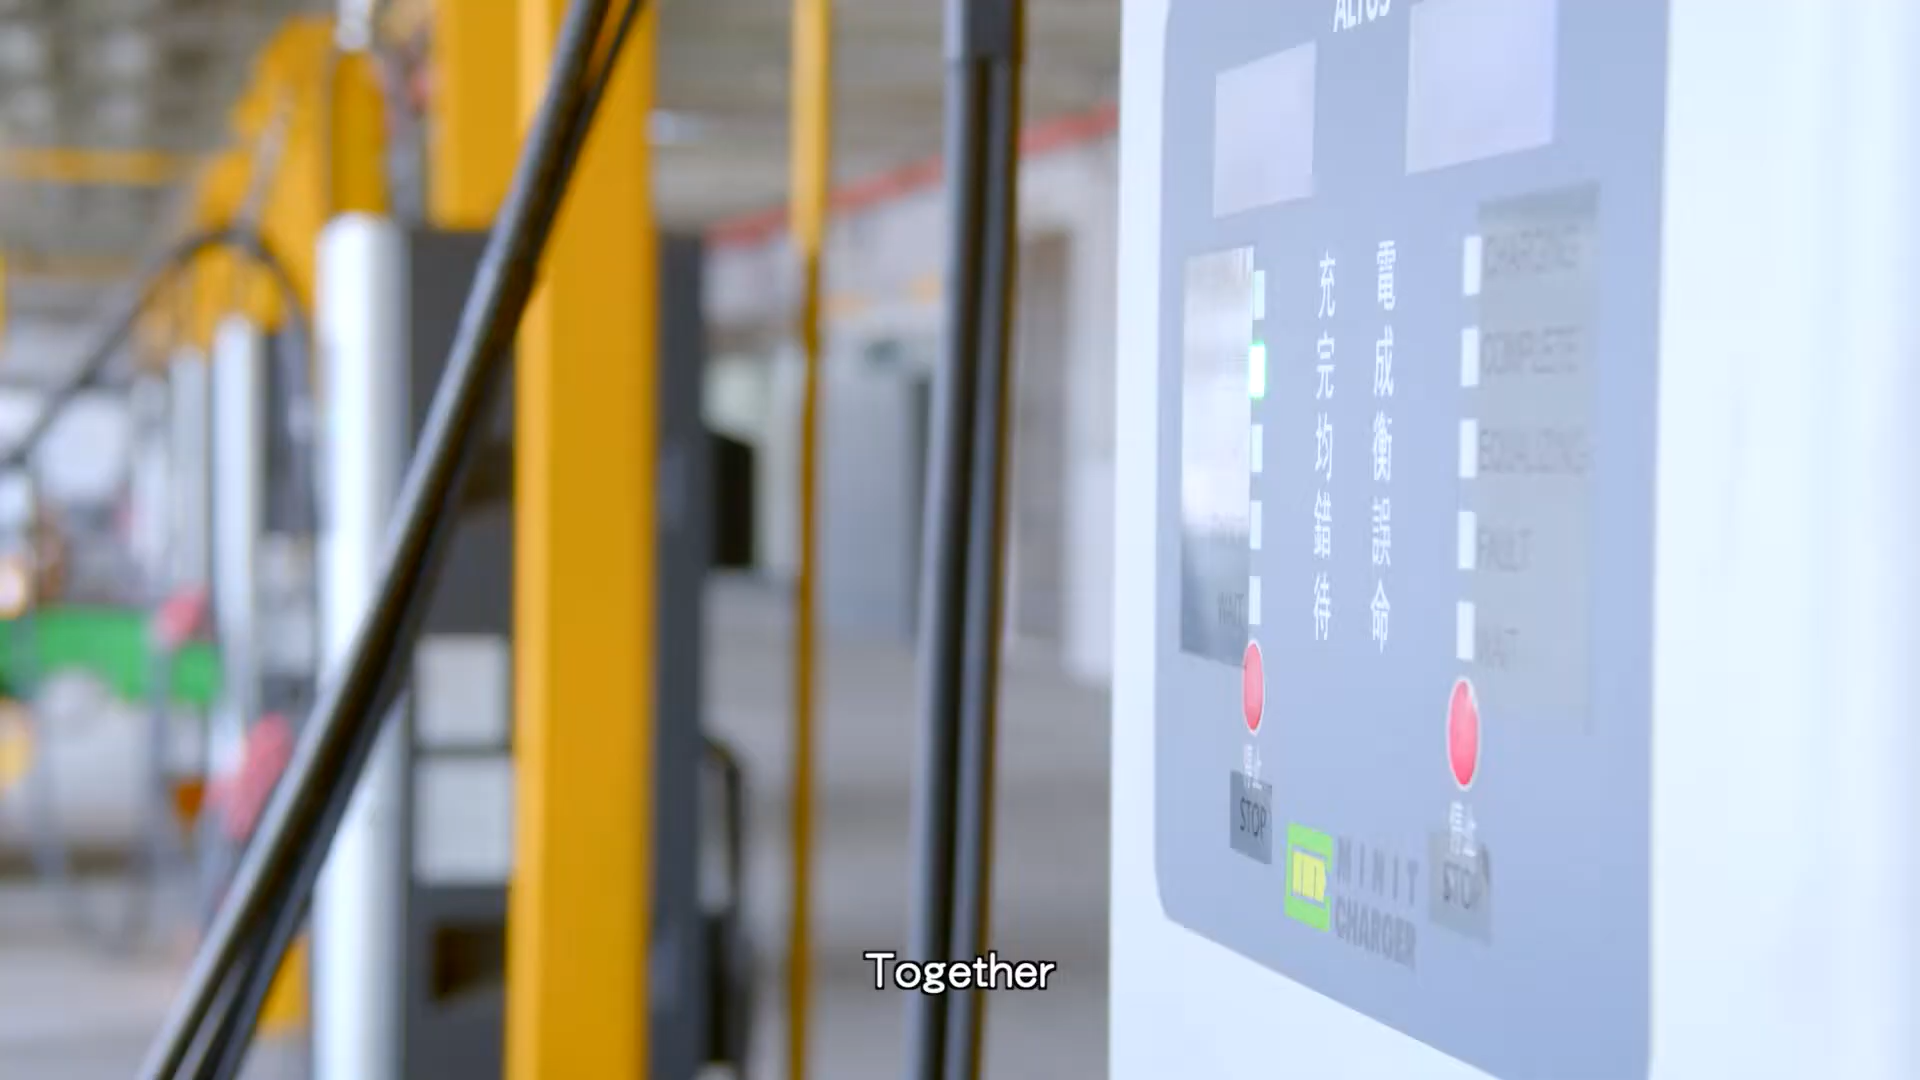 ALTUS
充電
完成
均衡
錯誤
待命
CHARGING
COMPLETE
EQUALIZING
FAULT
WAIT
WAIT
停止
STOP
停止
STOP
MINIT
CHARGER
Together